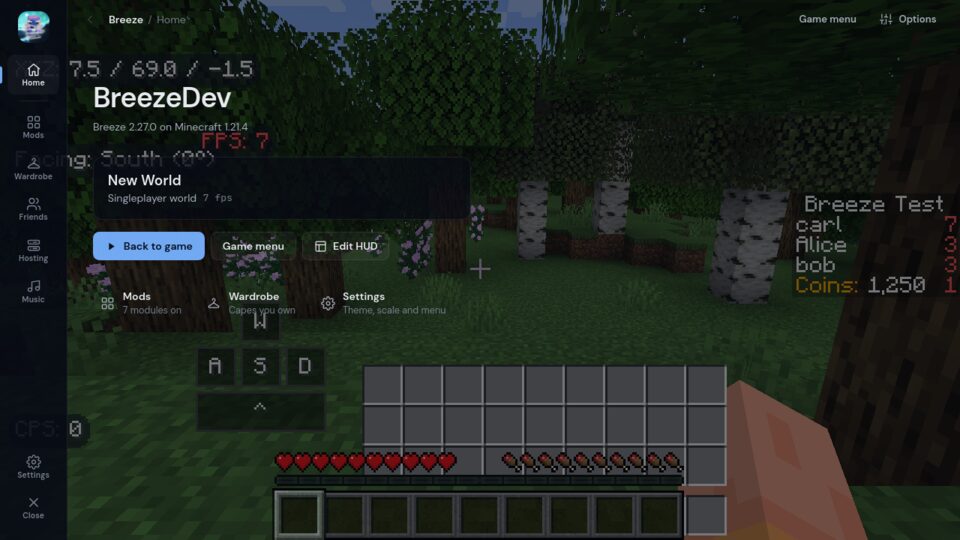 Breeze / Home
Game menu
Options
7.5 / 69.0 / -1.5
Home
BreezeDev
Breeze 2.27.0 on Minecraft 1.21.4
FPS: 7
Mods
Facing: South (0°)
Wardrobe
New World
Singleplayer world 7 fps
Friends
Breeze Test
carl 7
Alice 3
bob 3
Coins: 1,250 1
Back to game
Game menu
Edit HUD
Hosting
Music
Mods
7 modules on
Wardrobe
Capes you own
Settings
Theme, scale and menu
W
A S D
^
CPS: 0
Settings
Close